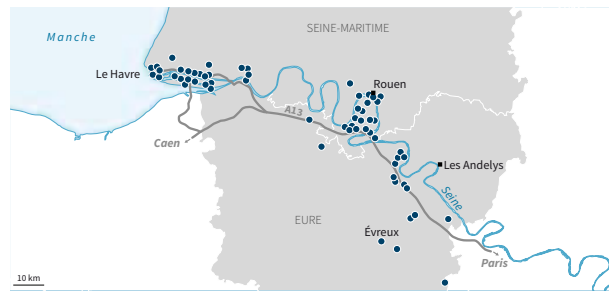 SEINE-MARITIME
Manche
Le Havre
Rouen
A13
Caen
Les Andelys
Seine
EURE
Évreux
Paris
10 km